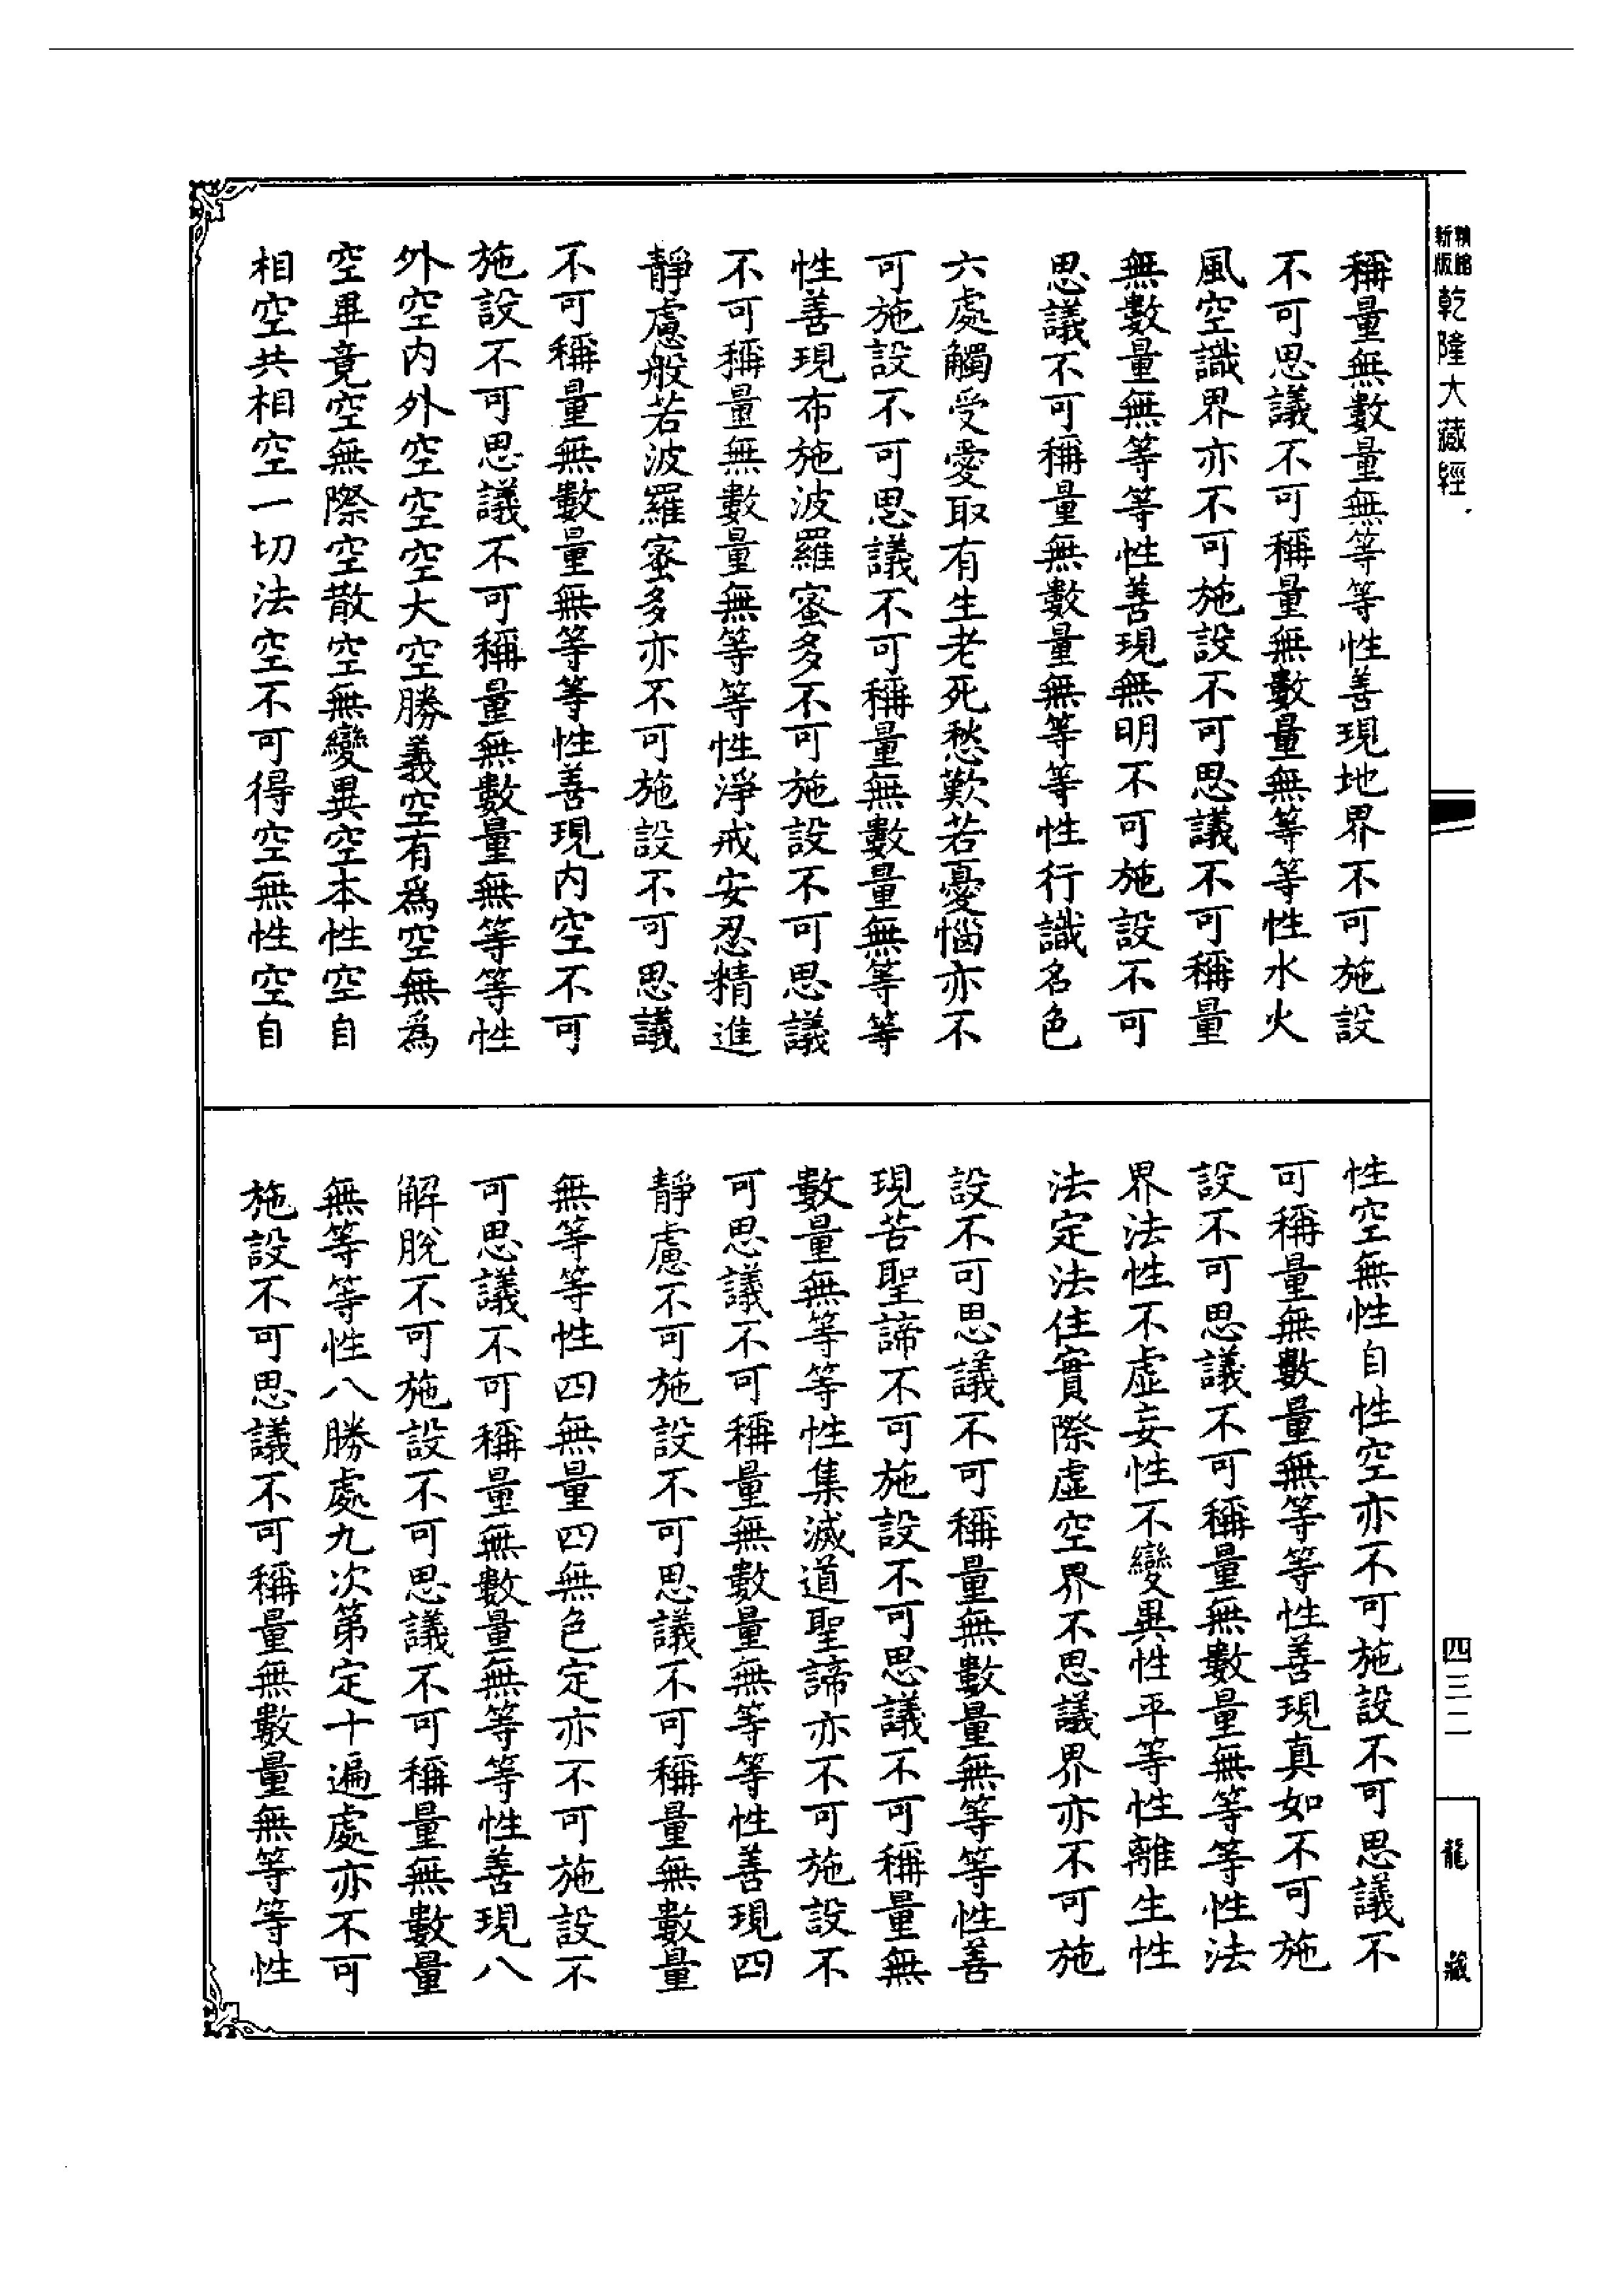 新版
精縮
乾隆大藏經
稱量無數量無等等性善現地界不可施設
不可思議不可稱量無數量無等等性水火
風空識界亦不可施設不可思議不可稱量
無數量無等等性善現無明不可施設不可
思議不可稱量無數量無等等性行識名色
六處觸受愛取有生老死愁歎苦憂惱亦不
可施設不可思議不可稱量無數量無等等
性善現布施波羅蜜多不可施設不可思議
不可稱量無數量無等等性淨戒安忍精進
靜慮般若波羅蜜多亦不可施設不可思議
不可稱量無數量無等等性善現内空不可
施設不可思議不可稱量無數量無等等性
外空内外空空空大空勝義空有為空無為
空畢竟空無際空散空無變異空本性空自
相空共相空一切法空不可得空無性空自
性空無性自性空亦不可施設不可思議不
可稱量無數量無等等性善現真如不可施
設不可思議不可稱量無數量無等等性法
界法性不虛妄性不變異性平等性離生性
法定法住實際虛空界不思議界亦不可施
設不可思議不可稱量無數量無等等性善
現苦聖諦不可施設不可思議不可稱量無
數量無等等性集滅道聖諦亦不可施設不
可思議不可稱量無數量無等等性善現四
靜慮不可施設不可思議不可稱量無數量
無等等性四無量四無色定亦不可施設不
可思議不可稱量無數量無等等性善現八
解脫不可施設不可思議不可稱量無數量
無等等性八勝處九次第定十遍處亦不可
施設不可思議不可稱量無數量無等等性
四三二
龍藏